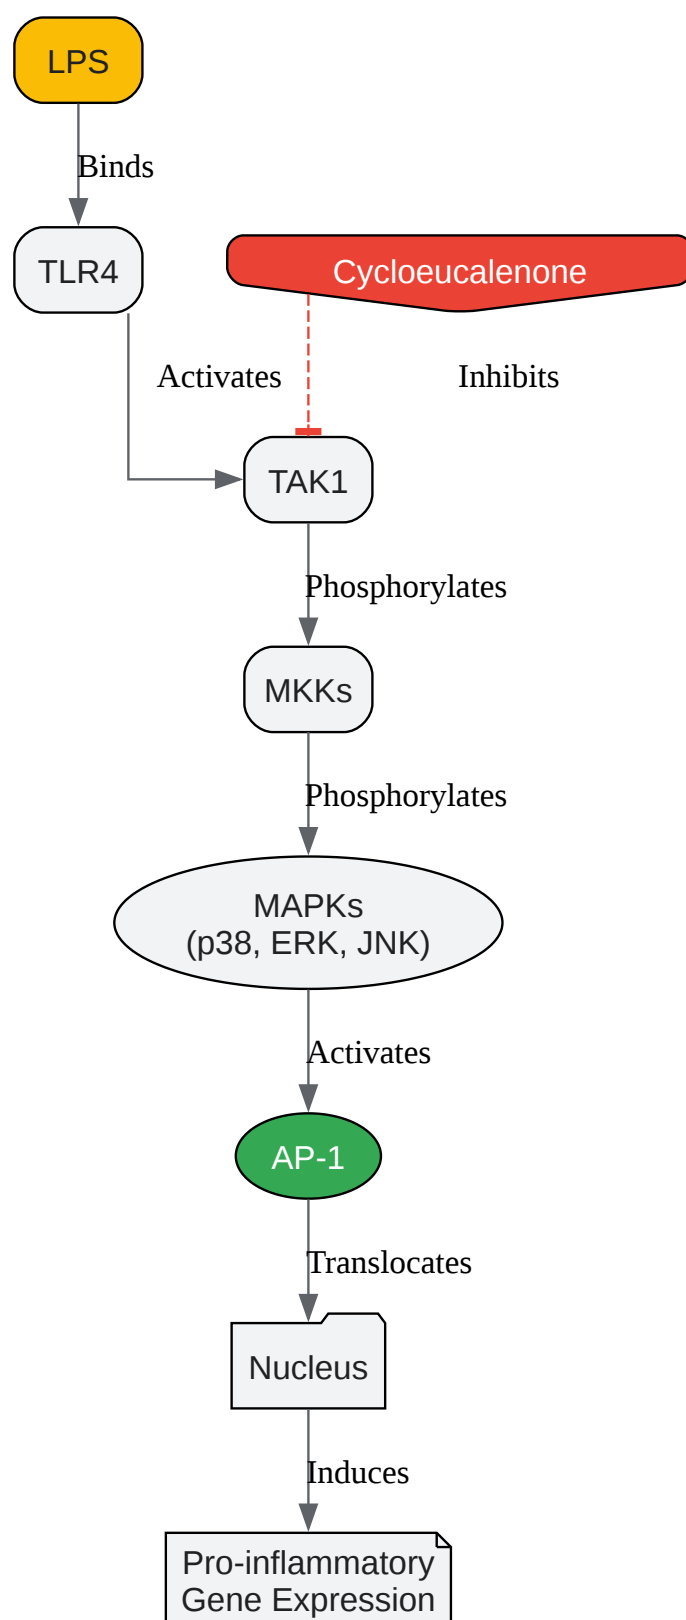 LPS
Binds
TLR4
Cycloeucalenone
Activates
Inhibits
TAK1
Phosphorylates
MKKs
Phosphorylates
MAPKs
(p38, ERK, JNK)
Activates
AP-1
Translocates
Nucleus
Induces
Pro-inflammatory
Gene Expression